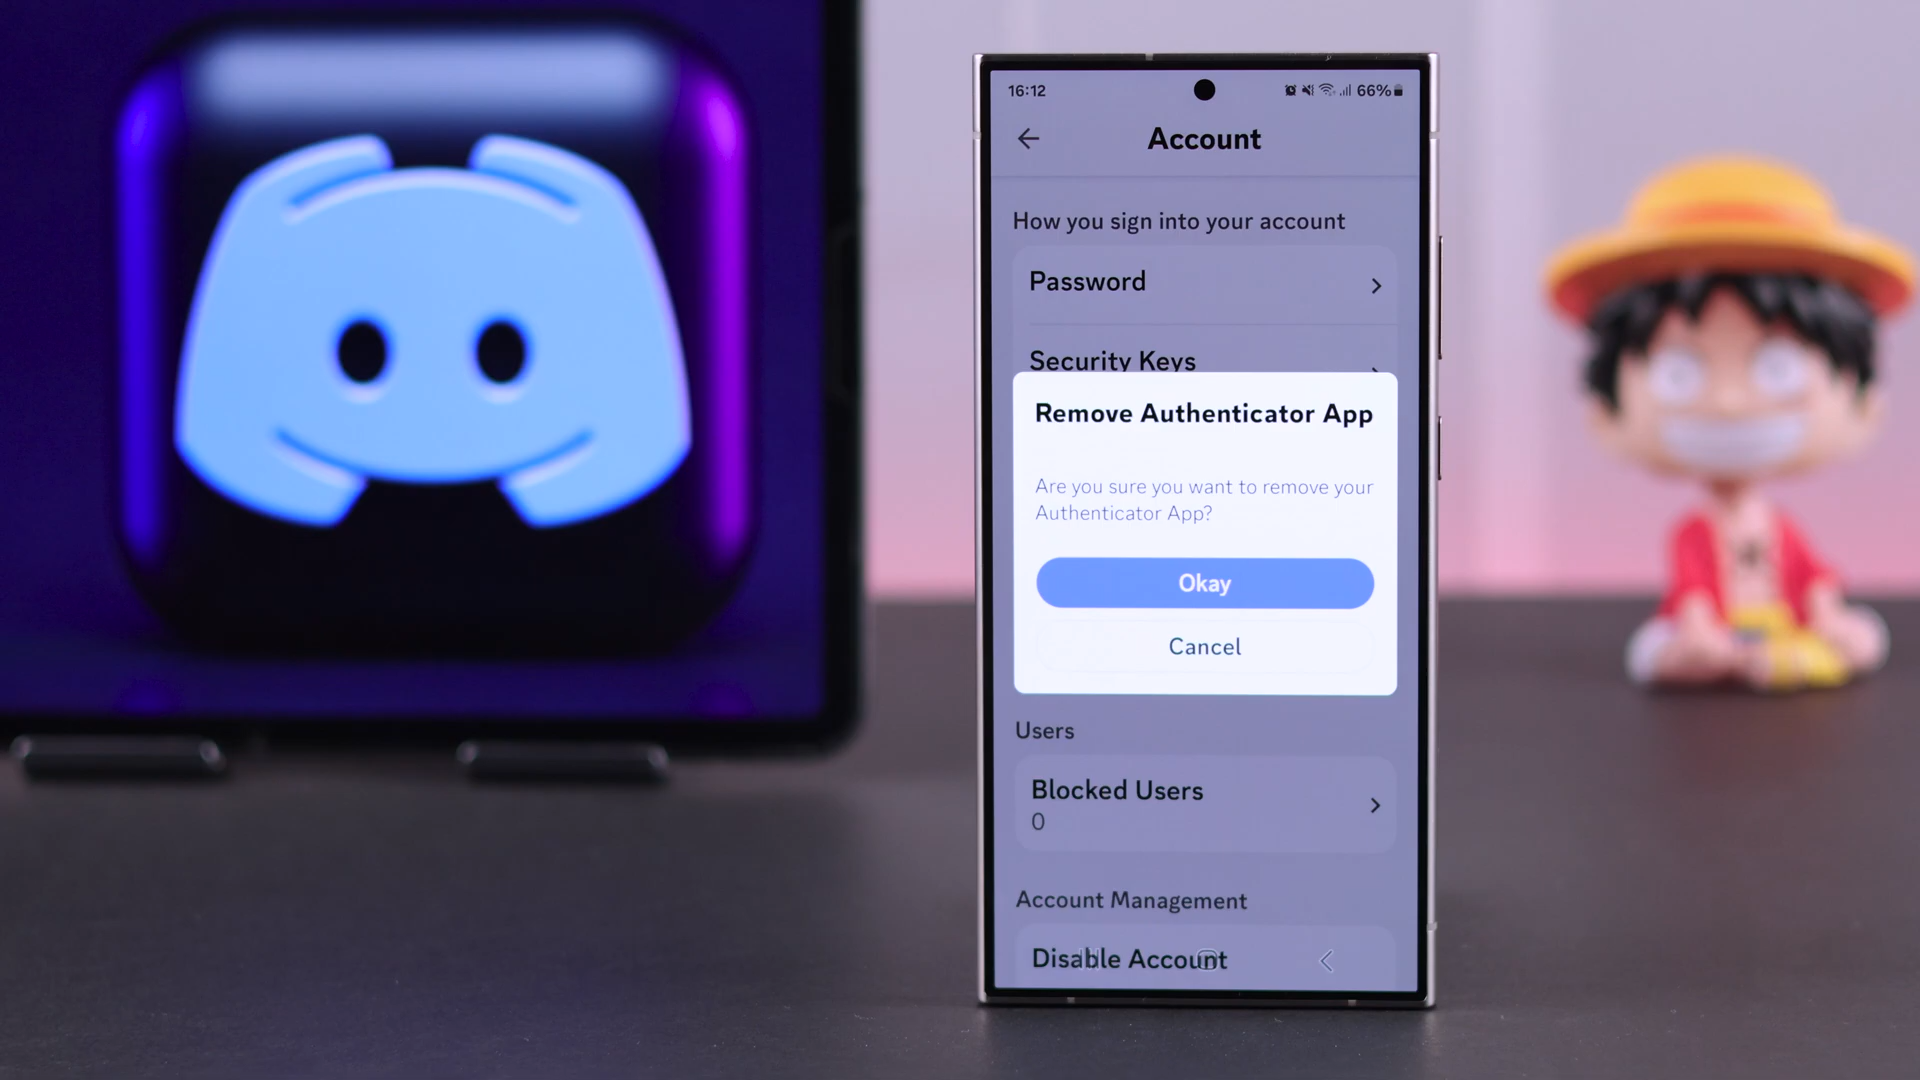 16:12
66%
Account
How you sign into your account
Password
Security Keys
Remove Authenticator App
Are you sure you want to remove your
Authenticator App?
Okay
Cancel
Users
Blocked Users
0
Account Management
Disable Account